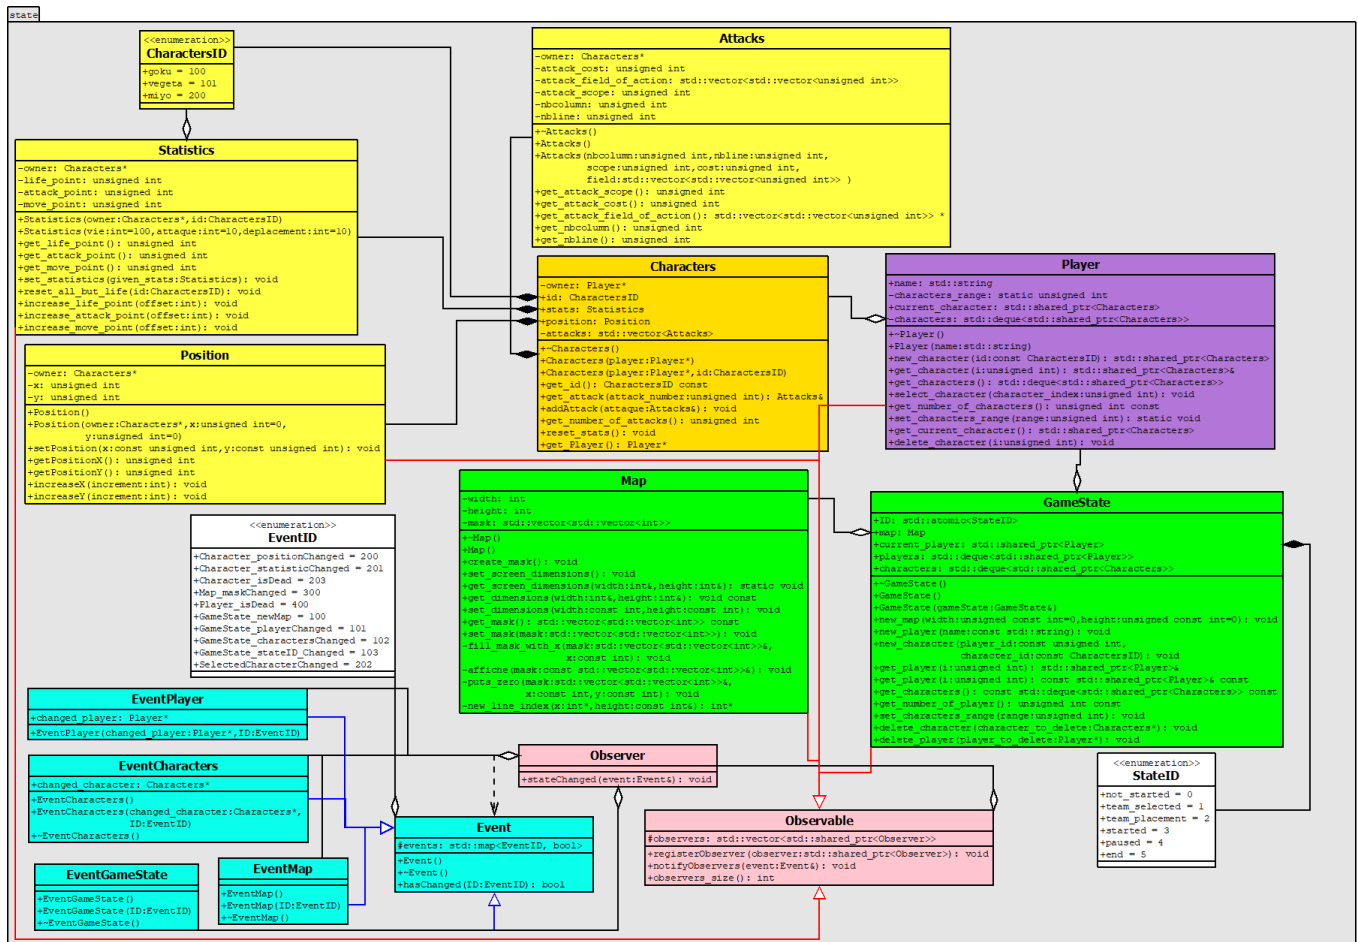 state
<<enumeration>>
CharactersID
+goku = 100
+vegeta = 101
+miyo = 200
Attacks
-owner: Characters*
-attack_cost: unsigned int
-attack_field_of_action: std::vector<std::vector<unsigned int>>
-attack_scope: unsigned int
-nbcolumn: unsigned int
-nbline: unsigned int
+~Attacks()
+Attacks()
+Attacks(nbcolumn:unsigned int,nbline:unsigned int,
scope:unsigned int,cost:unsigned int,
field:std::vector<std::vector<unsigned int>> )
+get_attack_scope(): unsigned int
+get_attack_cost(): unsigned int
+get_attack_field_of_action(): std::vector<std::vector<unsigned int>> *
+get_nbcolumn(): unsigned int
+get_nbline(): unsigned int
Statistics
-owner: Characters*
-life_point: unsigned int
-attack_point: unsigned int
-move_point: unsigned int
+Statistics(owner:Characters*,id:CharactersID)
+Statistics(vie:int=100,attaque:int=10,deplacement:int=10)
+get_life_point(): unsigned int
+get_attack_point(): unsigned int
+get_move_point(): unsigned int
+set_statistics(given_stats:Statistics): void
+reset_all_but_life(id:CharactersID): void
+increase_life_point(offset:int): void
+increase_attack_point(offset:int): void
+increase_move_point(offset:int): void
Characters
-owner: Player*
+id: CharactersID
+stats: Statistics
+position: Position
-attacks: std::vector<Attacks>
+~Characters()
+Characters(player:Player*)
+Characters(player:Player*,id:CharactersID)
+get_id(): CharactersID const
+get_attack(attack_number:unsigned int): Attacks&
+addAttack(attaque:Attacks&): void
+get_number_of_attacks(): unsigned int
+reset_stats(): void
+get_Player(): Player*
Player
+name: std::string
-characters_range: static unsigned int
+current_character: std::shared_ptr<Characters>
-characters: std::deque<std::shared_ptr<Characters>>
+~Player()
+Player(name:std::string)
+new_character(id:const CharactersID): std::shared_ptr<Characters>
+get_character(i:unsigned int): std::shared_ptr<Characters>&
+get_characters(): std::deque<std::shared_ptr<Characters>>
+select_character(character_index:unsigned int): void
+get_number_of_characters(): unsigned int const
+set_characters_range(range:unsigned int): static void
+get_current_character(): std::shared_ptr<Characters>
+delete_character(i:unsigned int): void
Position
-owner: Characters*
-x: unsigned int
-y: unsigned int
+Position()
+Position(owner:Characters*,x:unsigned int=0,
y:unsigned int=0)
+setPosition(x:const unsigned int,y:const unsigned int): void
+getPositionX(): unsigned int
+getPositionY(): unsigned int
+increaseX(increment:int): void
+increaseY(increment:int): void
Map
-width: int
-height: int
-mask: std::vector<std::vector<int>>
+~Map()
+Map()
+create_mask(): void
+set_screen_dimensions(): void
+get_screen_dimensions(width:int&,height:int&): static void
+get_dimensions(width:int&,height:int&): void const
+set_dimensions(width:const int,height:const int): void
+get_mask(): std::vector<std::vector<int>> const
+set_mask(mask:std::vector<std::vector<int>>): void
-fill_mask_with_x(mask:std::vector<std::vector<int>>&,
x:const int): void
-affiche(mask:const std::vector<std::vector<int>>&): void
-puts_zero(mask:std::vector<std::vector<int>>&,
x:const int,y:const int): void
-new_line_index(x:int*,height:const int&): int*
GameState
+ID: std::atomic<StateID>
+map: Map
+current_player: std::shared_ptr<Player>
+players: std::deque<std::shared_ptr<Player>>
+characters: std::deque<std::shared_ptr<Characters>>
+~GameState()
+GameState()
+GameState(gameState:GameState&)
+new_map(width:unsigned const int=0,height:unsigned const int=0): void
+new_player(name:const std::string): void
+new_character(player_id:const unsigned int,
character_id:const CharactersID): void
+get_player(i:unsigned int): std::shared_ptr<Player>&
+get_player(i:unsigned int): const std::shared_ptr<Player>& const
+get_characters(): const std::deque<std::shared_ptr<Characters>> const
+get_number_of_player(): unsigned int const
+set_characters_range(range:unsigned int): void
+delete_character(character_to_delete:Characters*): void
+delete_player(player_to_delete:Player*): void
<<enumeration>>
EventID
+Character_positionChanged = 200
+Character_statisticChanged = 201
+Character_isDead = 203
+Map_maskChanged = 300
+Player_isDead = 400
+GameState_newMap = 100
+GameState_playerChanged = 101
+GameState_charactersChanged = 102
+GameState_stateID_Changed = 103
+SelectedCharacterChanged = 202
EventPlayer
+changed_player: Player*
+EventPlayer(changed_player:Player*,ID:EventID)
EventCharacters
+changed_character: Characters*
+EventCharacters()
+EventCharacters(changed_character:Characters*,
ID:EventID)
+~EventCharacters()
Observer
+stateChanged(event:Event&): void
<<enumeration>>
StateID
+not_started = 0
+team_selected = 1
+team_placement = 2
+started = 3
+paused = 4
+end = 5
Event
#events: std::map<EventID, bool>
+Event()
+~Event()
+hasChanged(ID:EventID): bool
Observable
#observers: std::vector<std::shared_ptr<Observer>>
+registerObserver(observer:std::shared_ptr<Observer>): void
+notifyObservers(event:Event&): void
+observers_size(): int
EventGameState
+EventGameState()
+EventGameState(ID:EventID)
+~EventGameState()
EventMap
+EventMap()
+EventMap(ID:EventID)
+~EventMap()